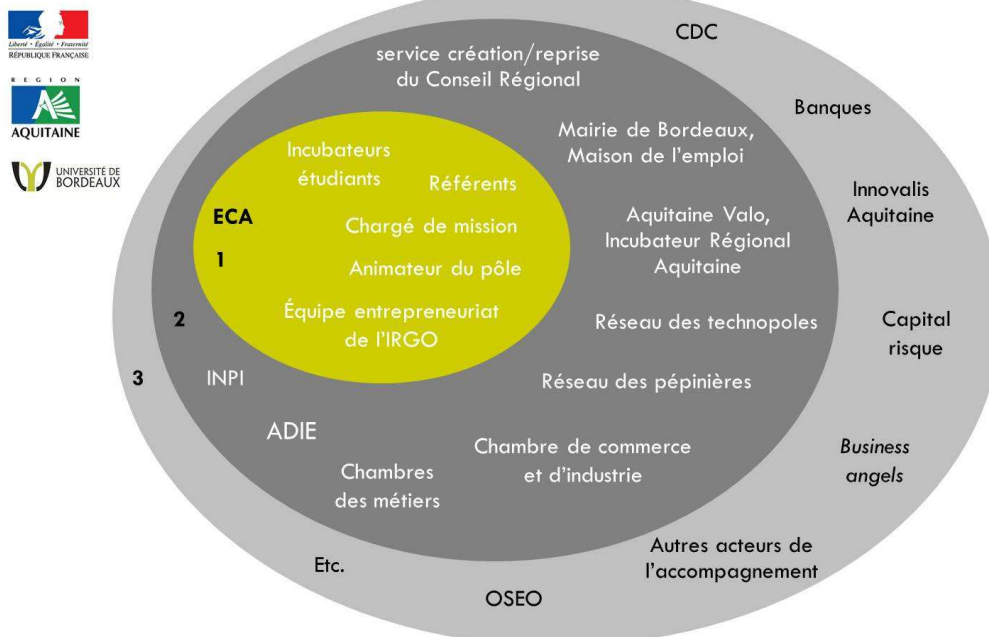 Liberté • Égalité • Fraternité
RÉPUBLIQUE FRANÇAISE
REGION
AQUITAINE
UNIVERSITÉ DE
BORDEAUX
CDC
service création/reprise
du Conseil Régional
Banques
Mairie de Bordeaux,
Maison de l'emploi
Incubateurs
étudiants
Référents
Innovalis
Aquitaine
ECA
Chargé de mission
Aquitaine Valo,
Incubateur Régional
Aquitaine
1
Animateur du pôle
Équipe entrepreneuriat
de l'IRGO
2
Réseau des technopoles
Capital
risque
3
INPI
Réseau des pépinières
ADIE
Chambre de commerce
et d'industrie
Business
angels
Chambres
des métiers
Autres acteurs de
l'accompagnement
Etc.
OSEO